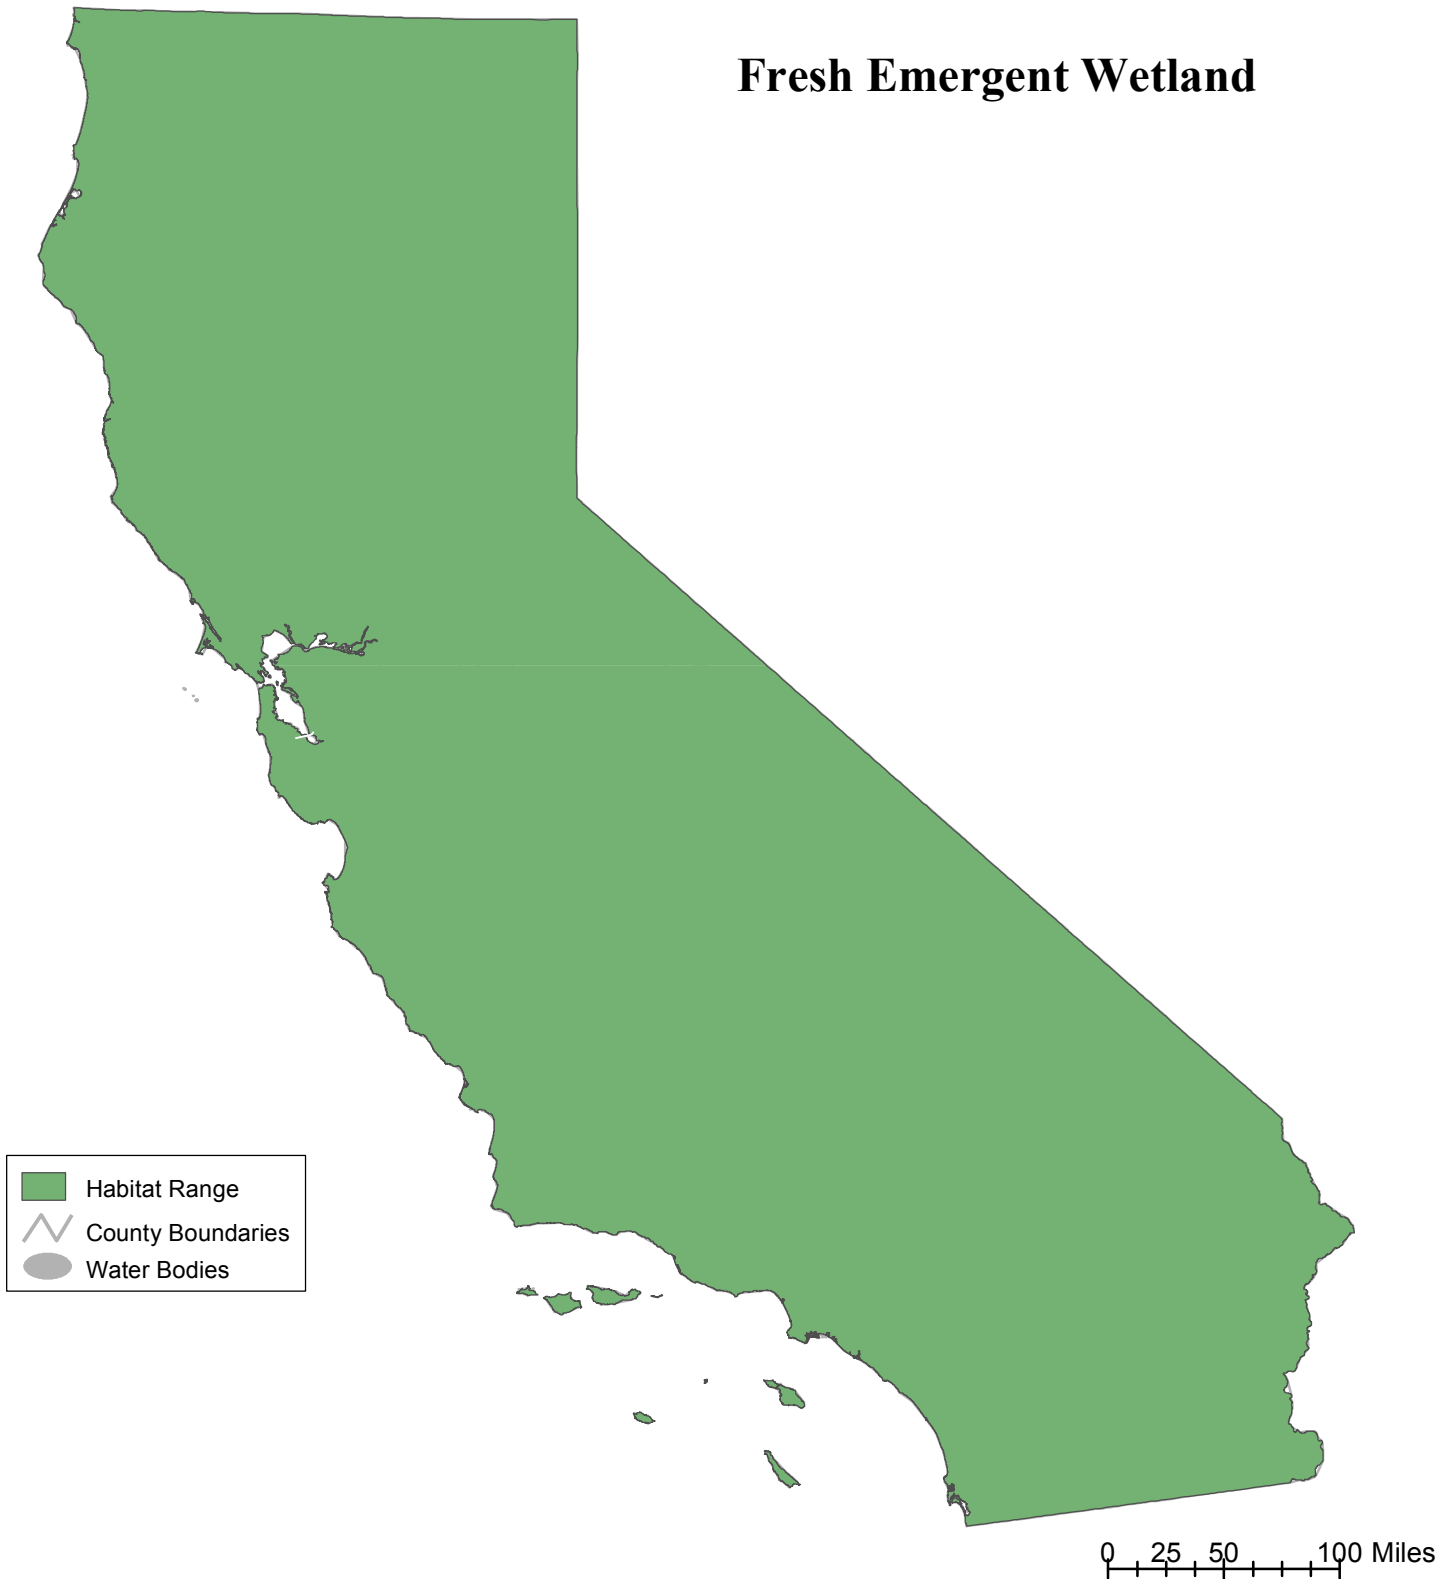 Fresh Emergent Wetland
Habitat Range
County Boundaries
Water Bodies
0 25 50 100 Miles